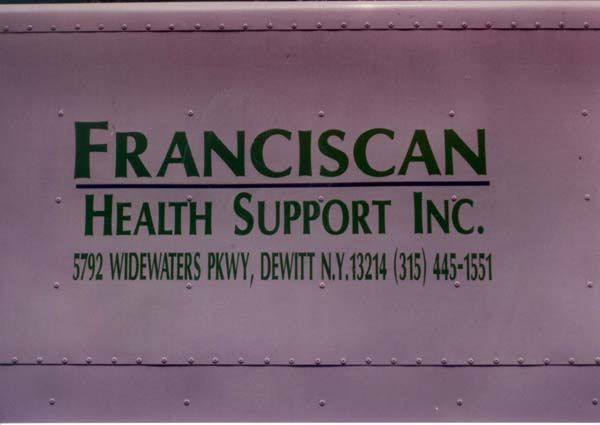 FRANCISCAN
HEALTH SUPPORT INC.
5792 WIDEWATERS PKWY, DEWITT N.Y.13214 (315) 445-1551